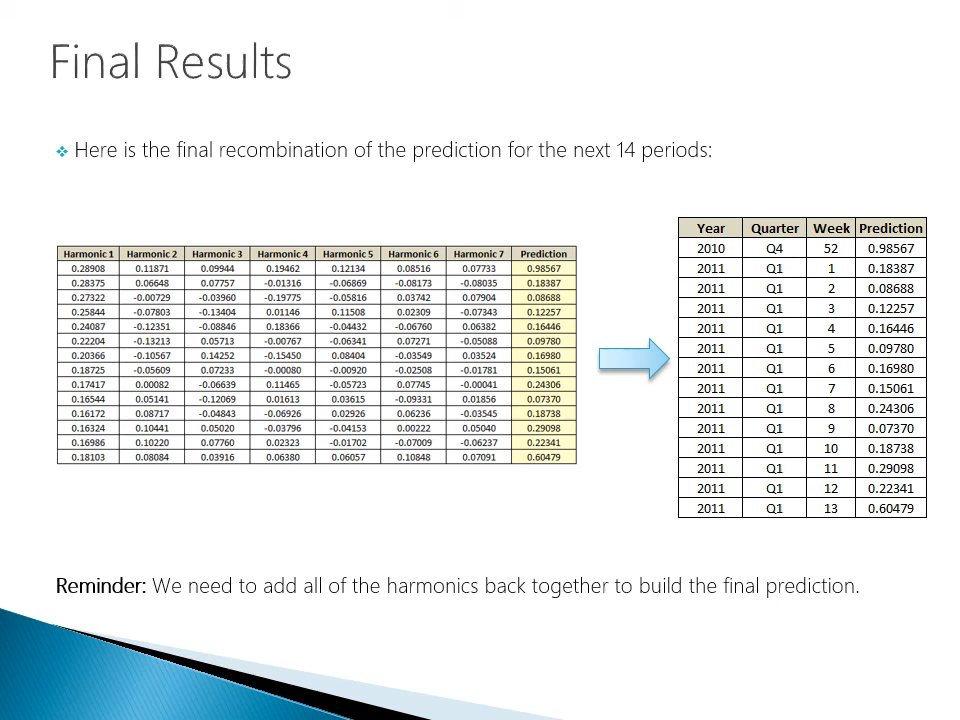 Final Results
Here is the final recombination of the prediction for the next 14 periods:
Harmonic 1 Harmonic 2 Harmonic 3 Harmonic 4 Harmonic 5 Harmonic 6 Harmonic 7 Prediction
0.28908 0.11871 0.09944 0.19462 0.12134 0.08516 0.07733 0.98567
0.28375 0.06648 0.07757 -0.01316 -0.06869 -0.08173 -0.08035 0.18387
0.27322 -0.00729 -0.03960 -0.19775 -0.05816 0.03742 0.07904 0.08688
0.25844 -0.07803 -0.13404 0.01146 0.11508 0.02309 -0.07343 0.12257
0.24087 -0.12351 -0.08846 0.18366 -0.04432 -0.06760 0.06382 0.16446
0.22204 -0.13213 0.05713 -0.00767 -0.06341 0.07271 -0.05088 0.09780
0.20366 -0.10567 0.14252 -0.15450 0.08404 -0.03549 0.03524 0.16980
0.18725 -0.05609 0.07233 -0.00080 -0.00920 -0.02508 -0.01781 0.15061
0.17417 0.00082 -0.06639 0.11465 -0.05723 0.07745 -0.00041 0.24306
0.16544 0.05141 -0.12069 0.01613 0.03615 -0.09331 0.01856 0.07370
0.16172 0.08717 -0.04843 -0.06926 0.02926 0.06236 -0.03545 0.18738
0.16324 0.10441 0.05020 -0.03796 -0.04153 0.00222 0.05040 0.29098
0.16986 0.10220 0.07760 0.02323 -0.01702 -0.07009 -0.06237 0.22341
0.18103 0.08084 0.03916 0.06380 0.06057 0.10848 0.07091 0.60479
Year Quarter Week Prediction
2010 Q4 52 0.98567
2011 Q1 1 0.18387
2011 Q1 2 0.08688
2011 Q1 3 0.12257
2011 Q1 4 0.16446
2011 Q1 5 0.09780
2011 Q1 6 0.16980
2011 Q1 7 0.15061
2011 Q1 8 0.24306
2011 Q1 9 0.07370
2011 Q1 10 0.18738
2011 Q1 11 0.29098
2011 Q1 12 0.22341
2011 Q1 13 0.60479
Reminder: We need to add all of the harmonics back together to build the final prediction.